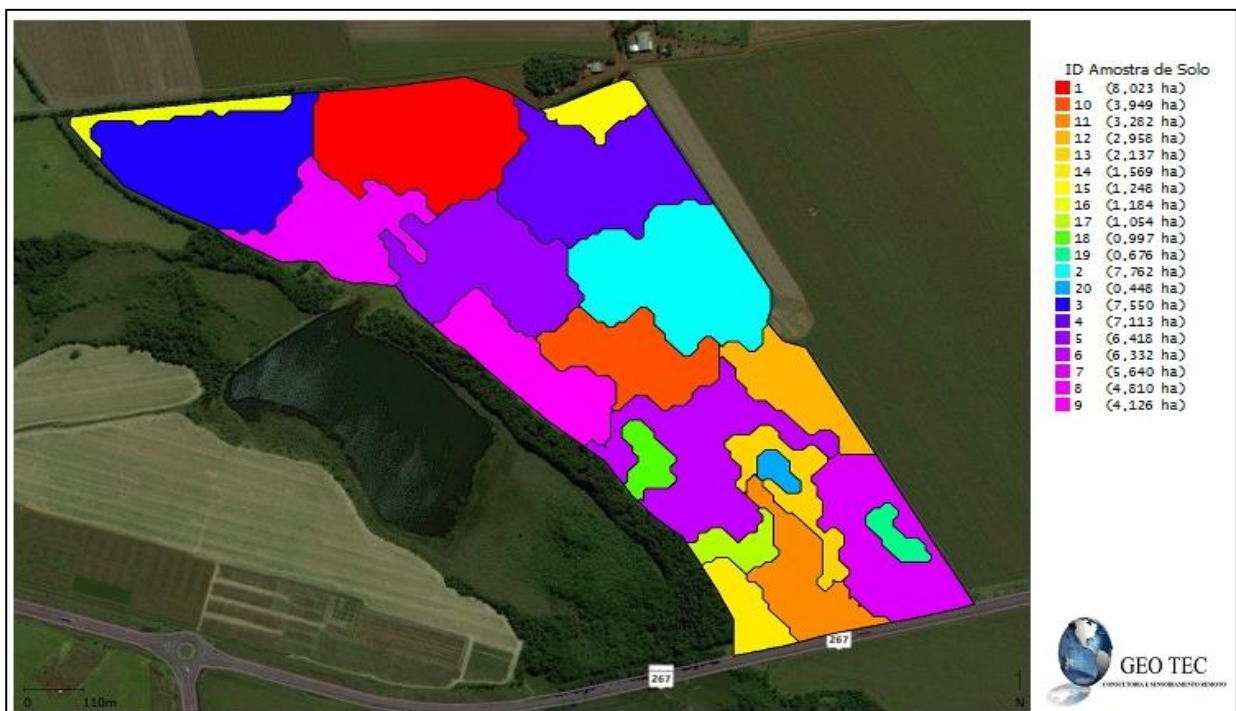 ID Amostra de Solo
1 (8,023 ha)
10 (3,949 ha)
11 (3,282 ha)
12 (2,958 ha)
13 (2,137 ha)
14 (1,569 ha)
15 (1,248 ha)
16 (1,184 ha)
17 (1,054 ha)
18 (0,997 ha)
19 (0,676 ha)
2 (7,762 ha)
20 (0,448 ha)
3 (7,550 ha)
4 (7,113 ha)
5 (6,418 ha)
6 (6,332 ha)
7 (5,640 ha)
8 (4,810 ha)
9 (4,126 ha)
267
267
0 110m
N
GEO TEC
CONSULTORIA E SENSORIAMENTO REMOTO